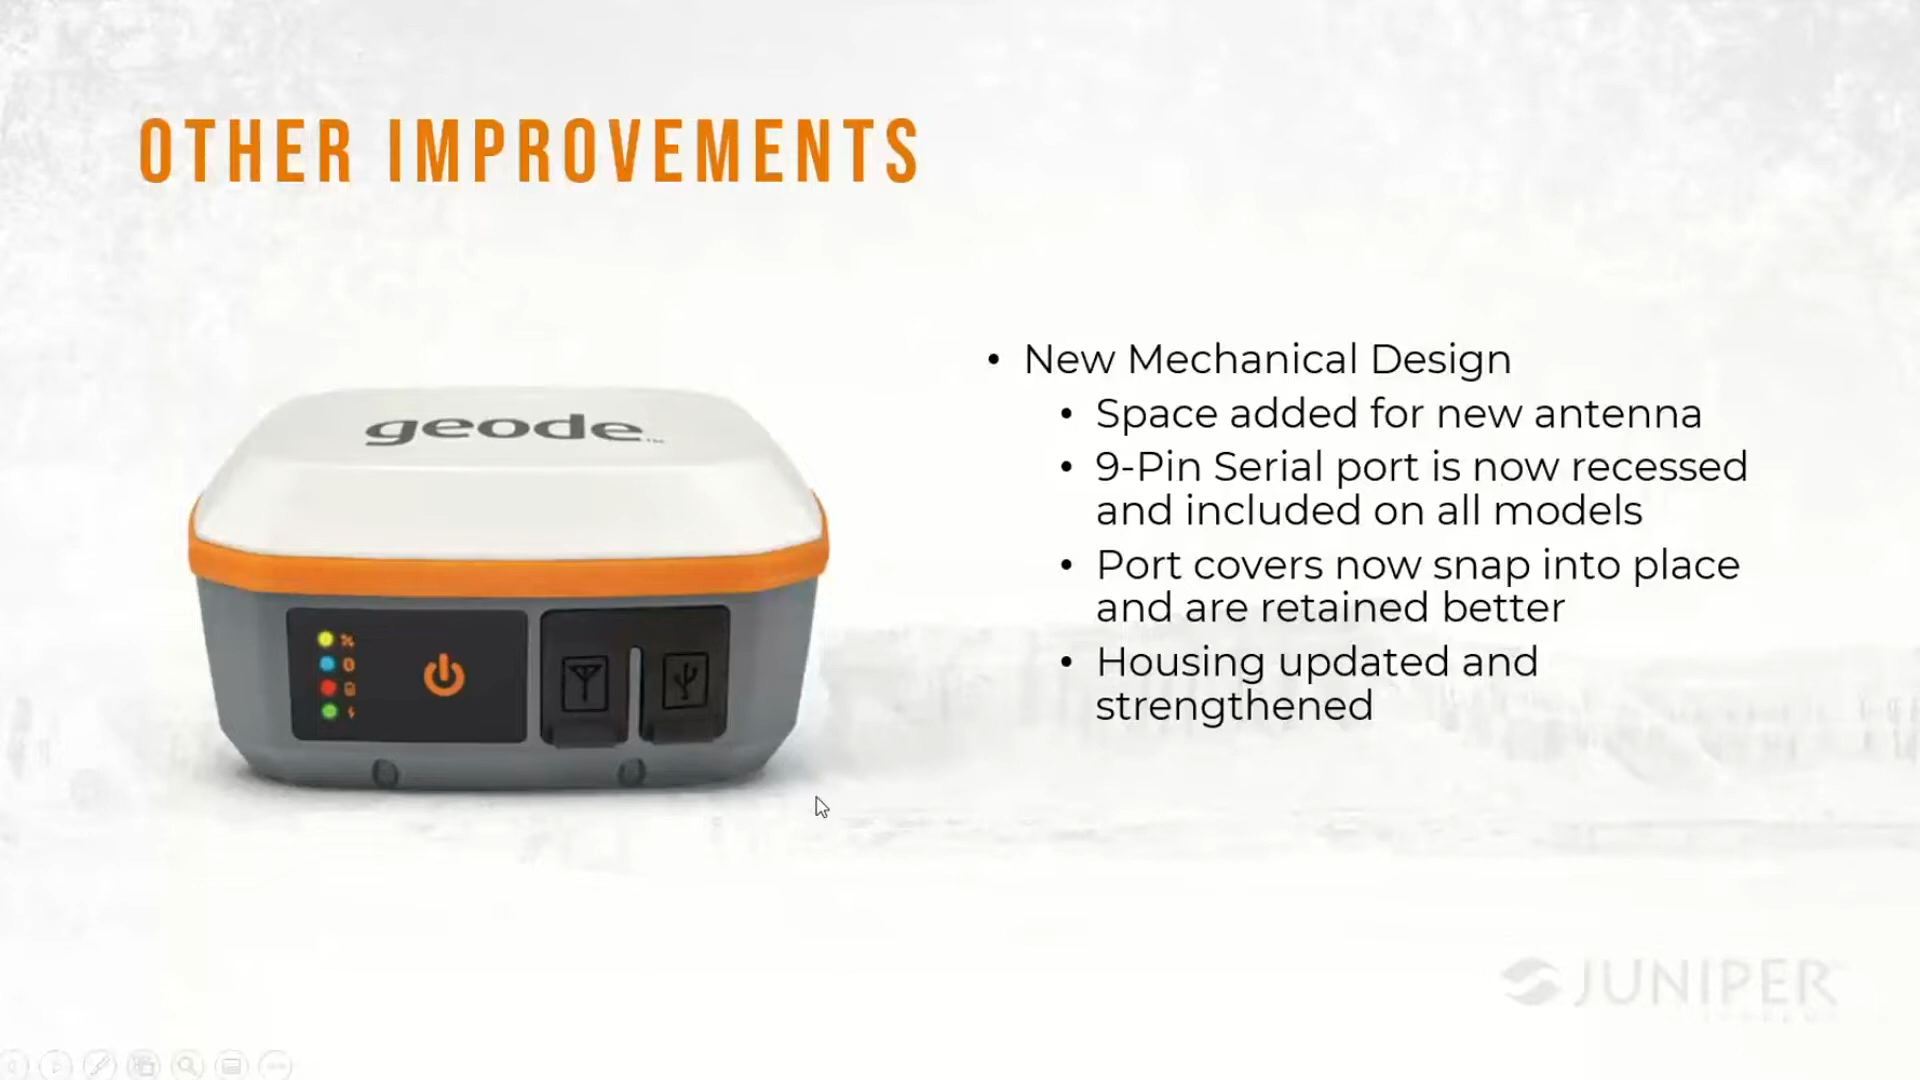 OTHER IMPROVEMENTS
geode™
• New Mechanical Design
• Space added for new antenna
• 9-Pin Serial port is now recessed
and included on all models
• Port covers now snap into place
and are retained better
• Housing updated and
strengthened
JUNIPER